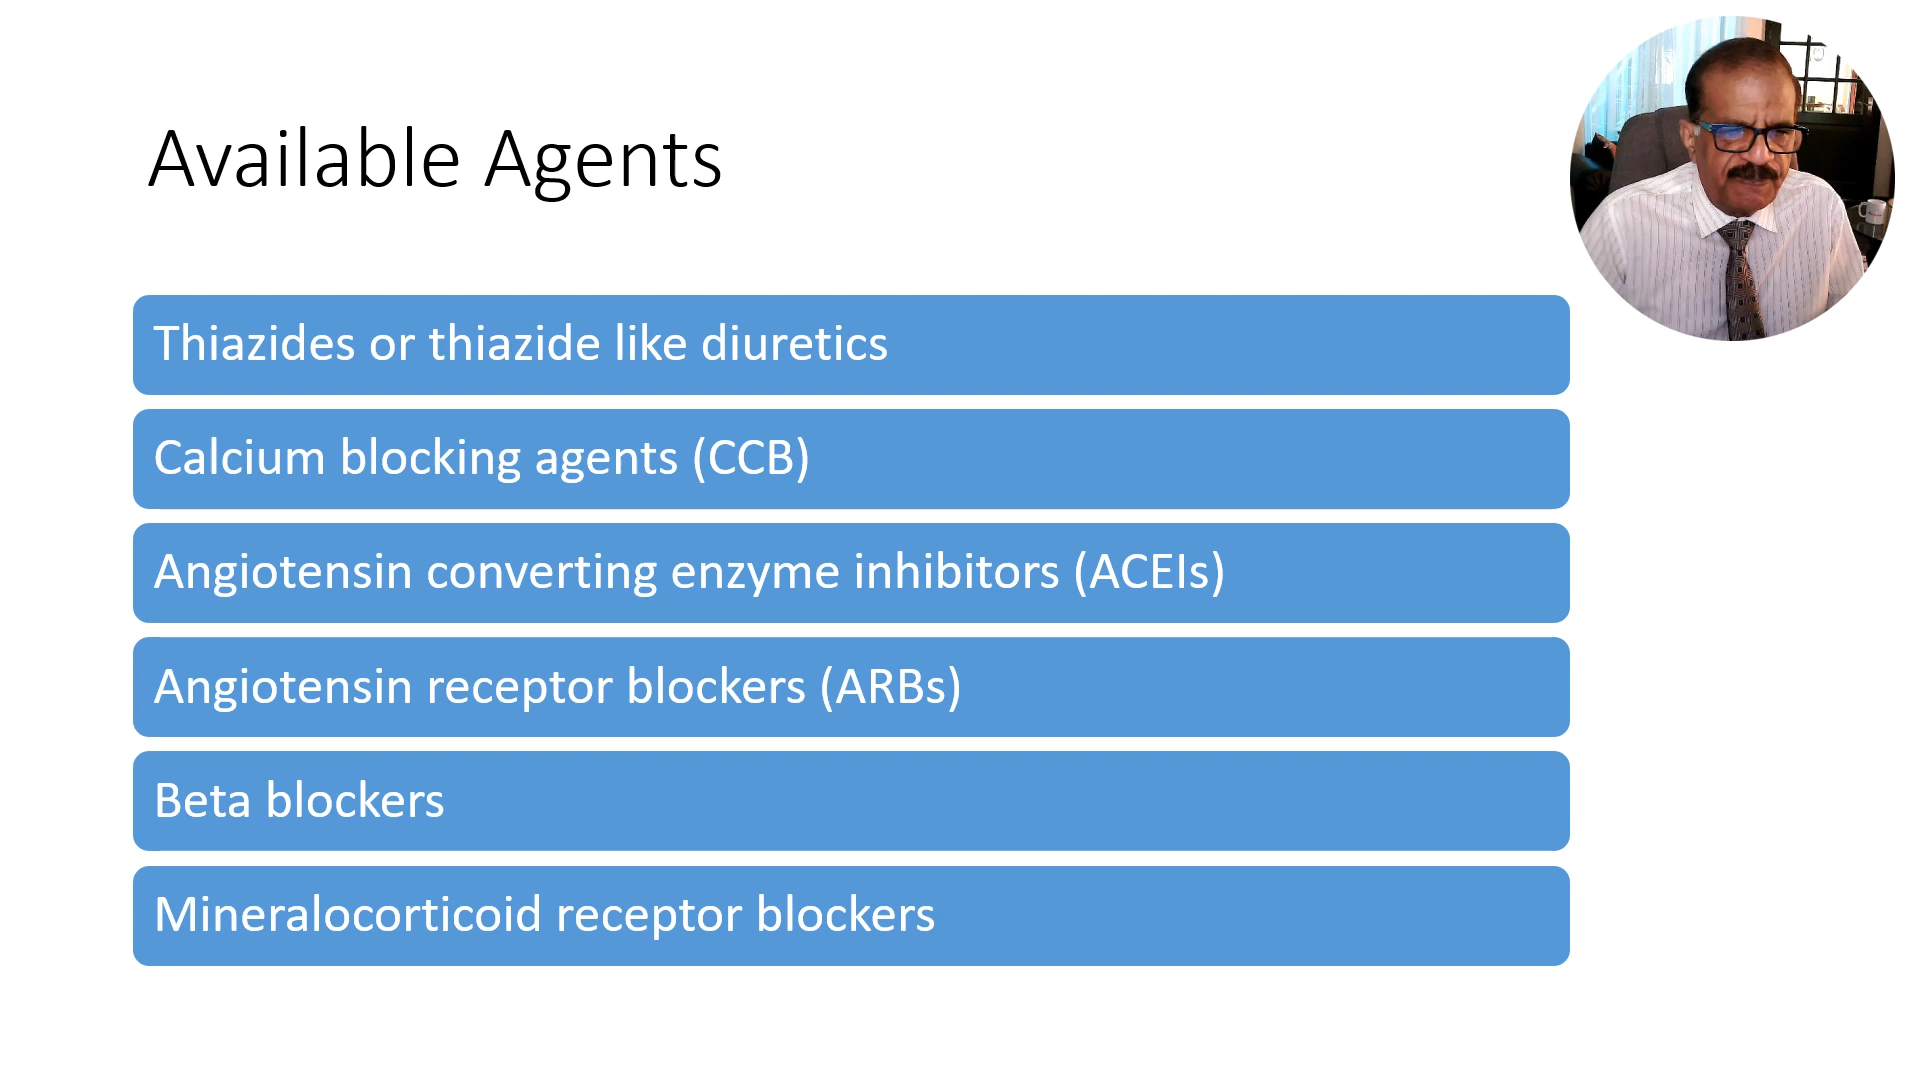 Available Agents
Thiazides or thiazide like diuretics
Calcium blocking agents (CCB)
Angiotensin converting enzyme inhibitors (ACEIs)
Angiotensin receptor blockers (ARBs)
Beta blockers
Mineralocorticoid receptor blockers